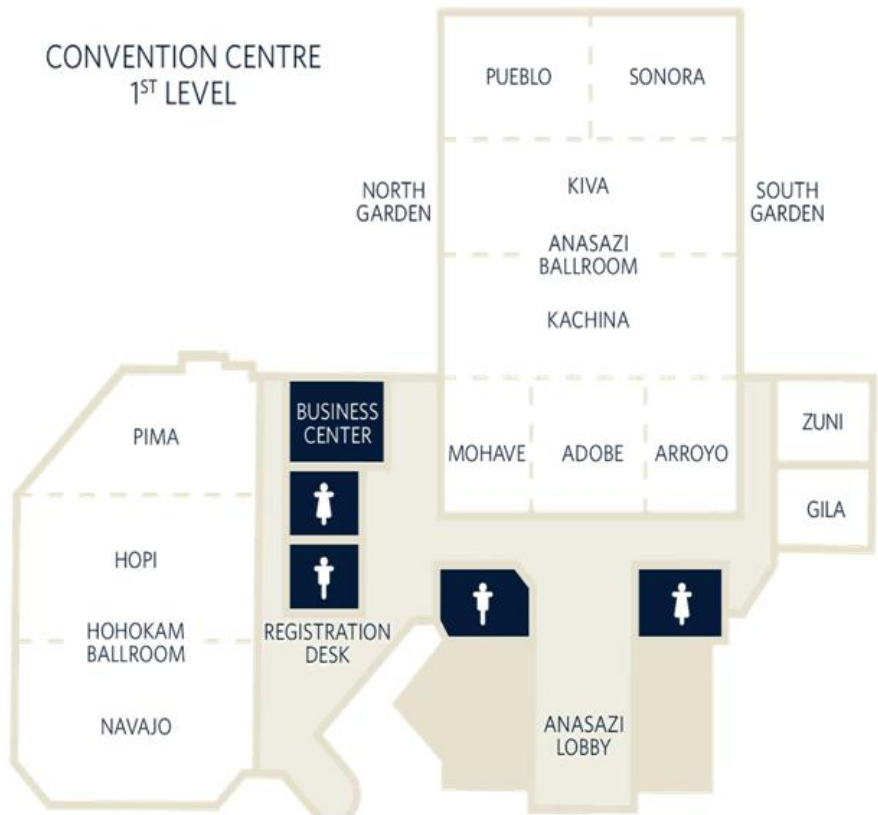 CONVENTION CENTRE
1ST LEVEL
PUEBLO
SONORA
NORTH
GARDEN
KIVA
SOUTH
GARDEN
ANASAZI
BALLROOM
KACHINA
BUSINESS
CENTER
PIMA
MOHAVE
ADOBE
ARROYO
ZUNI
GILA
HOPI
HOHOKAM
BALLROOM
REGISTRATION
DESK
NAVAJO
ANASAZI
LOBBY